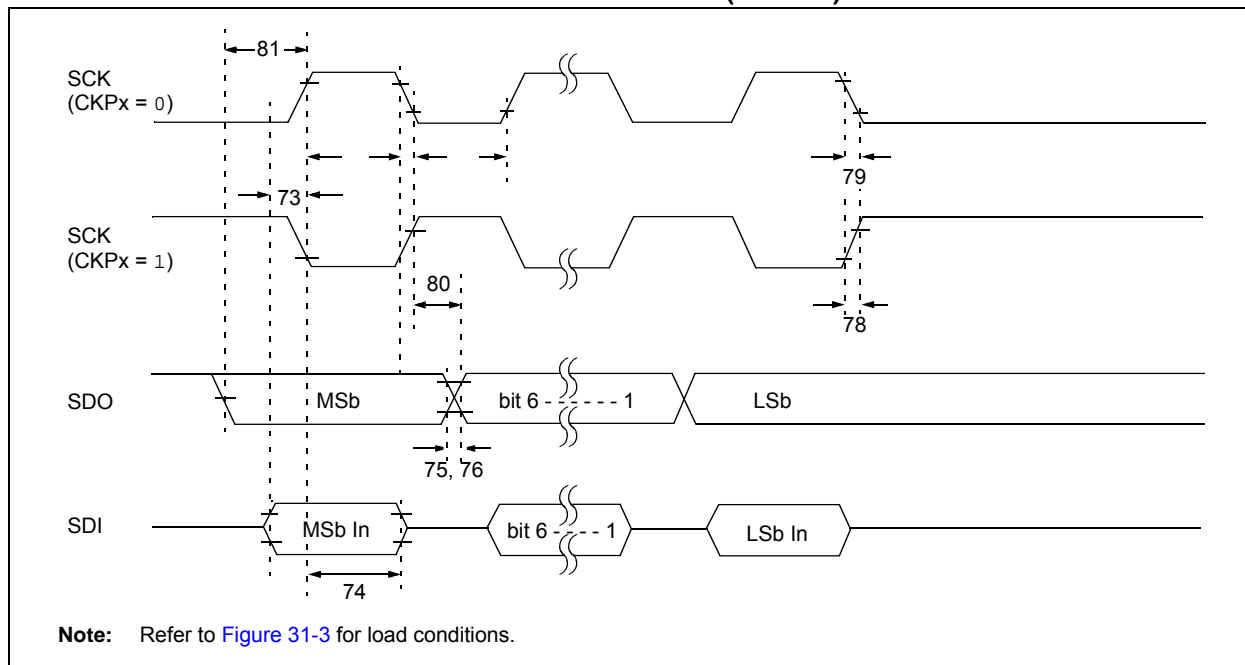 81
SCK
(CKPx = 0)
79
73
SCK
(CKPx = 1)
80
78
SDO
MSb
bit 6 - - - - - - 1
LSb
75, 76
SDI
MSb In
bit 6 - - - - 1
LSb In
74
Note: Refer to Figure 31-3 for load conditions.